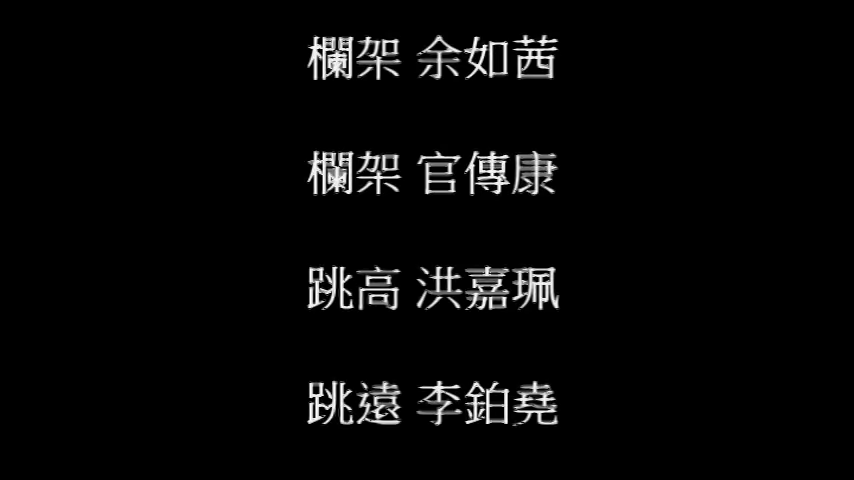 欄架 余如茜
欄架 官傳康
跳高 洪嘉珮
跳遠 李鉑堯